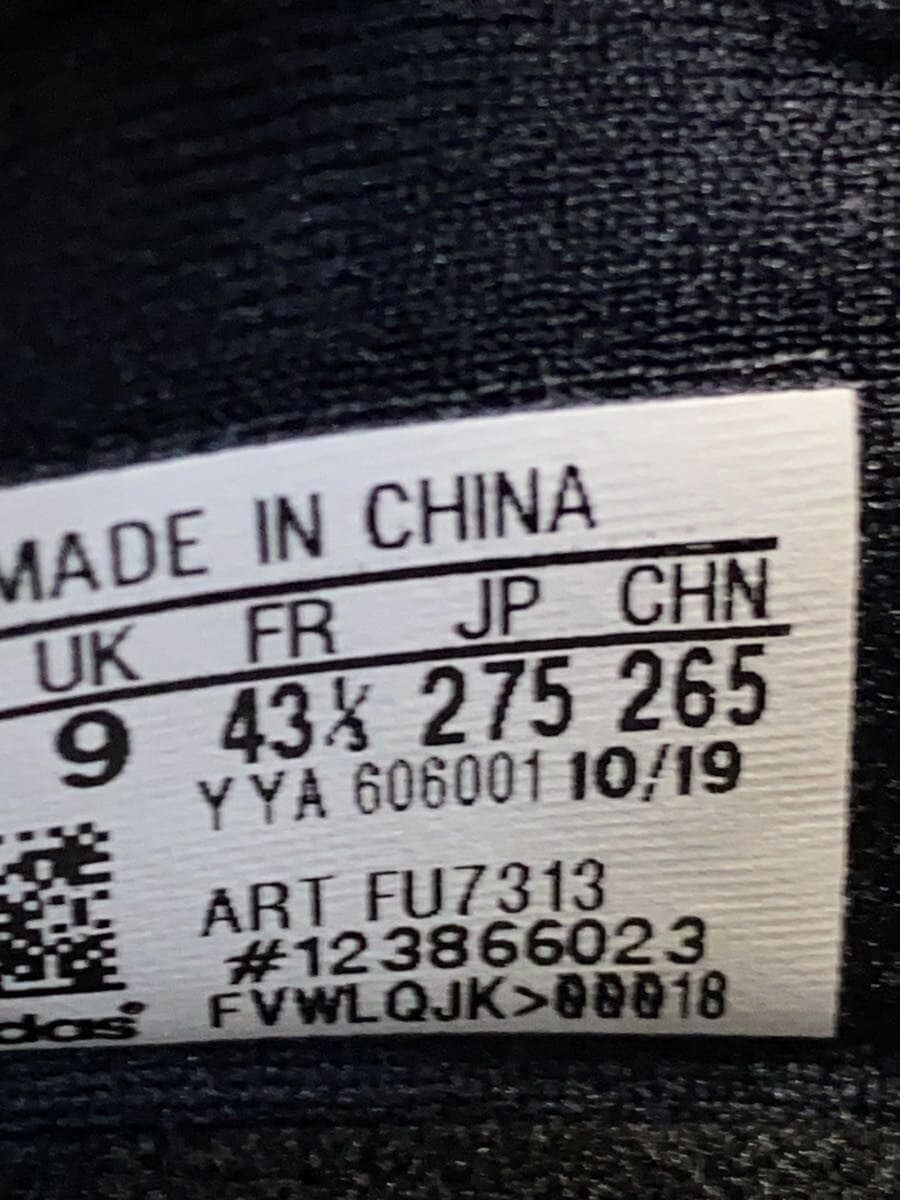 MADE IN CHINA
UK FR JP CHN
9 43⅓ 275 265
YYA 606001 10/19
ART FU7313
#123866023
FVWLQJK>00018
das